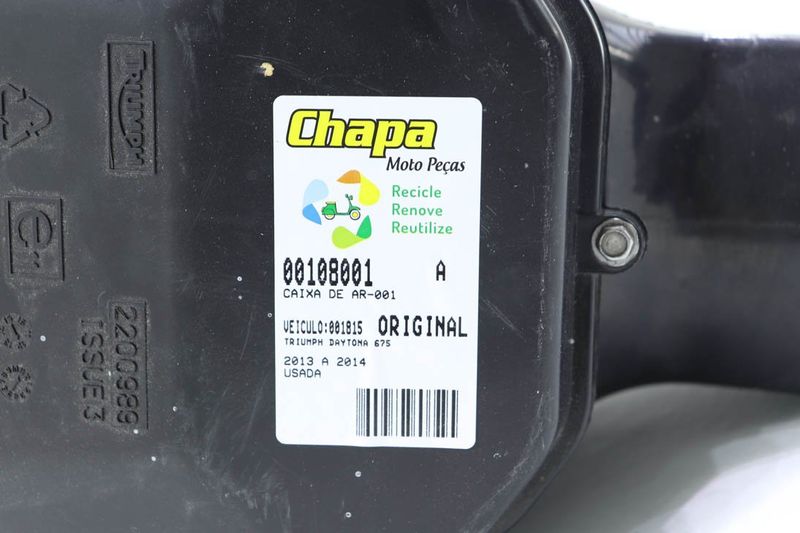 TRIUMPH
e
2200989
ISSUE 3
Chapa
Moto Peças
Recicle
Renove
Reutilize
00108001 A
CAIXA DE AR-001
VEICULO:001815 ORIGINAL
TRIUMPH DAYTONA 675
2013 A 2014
USADA